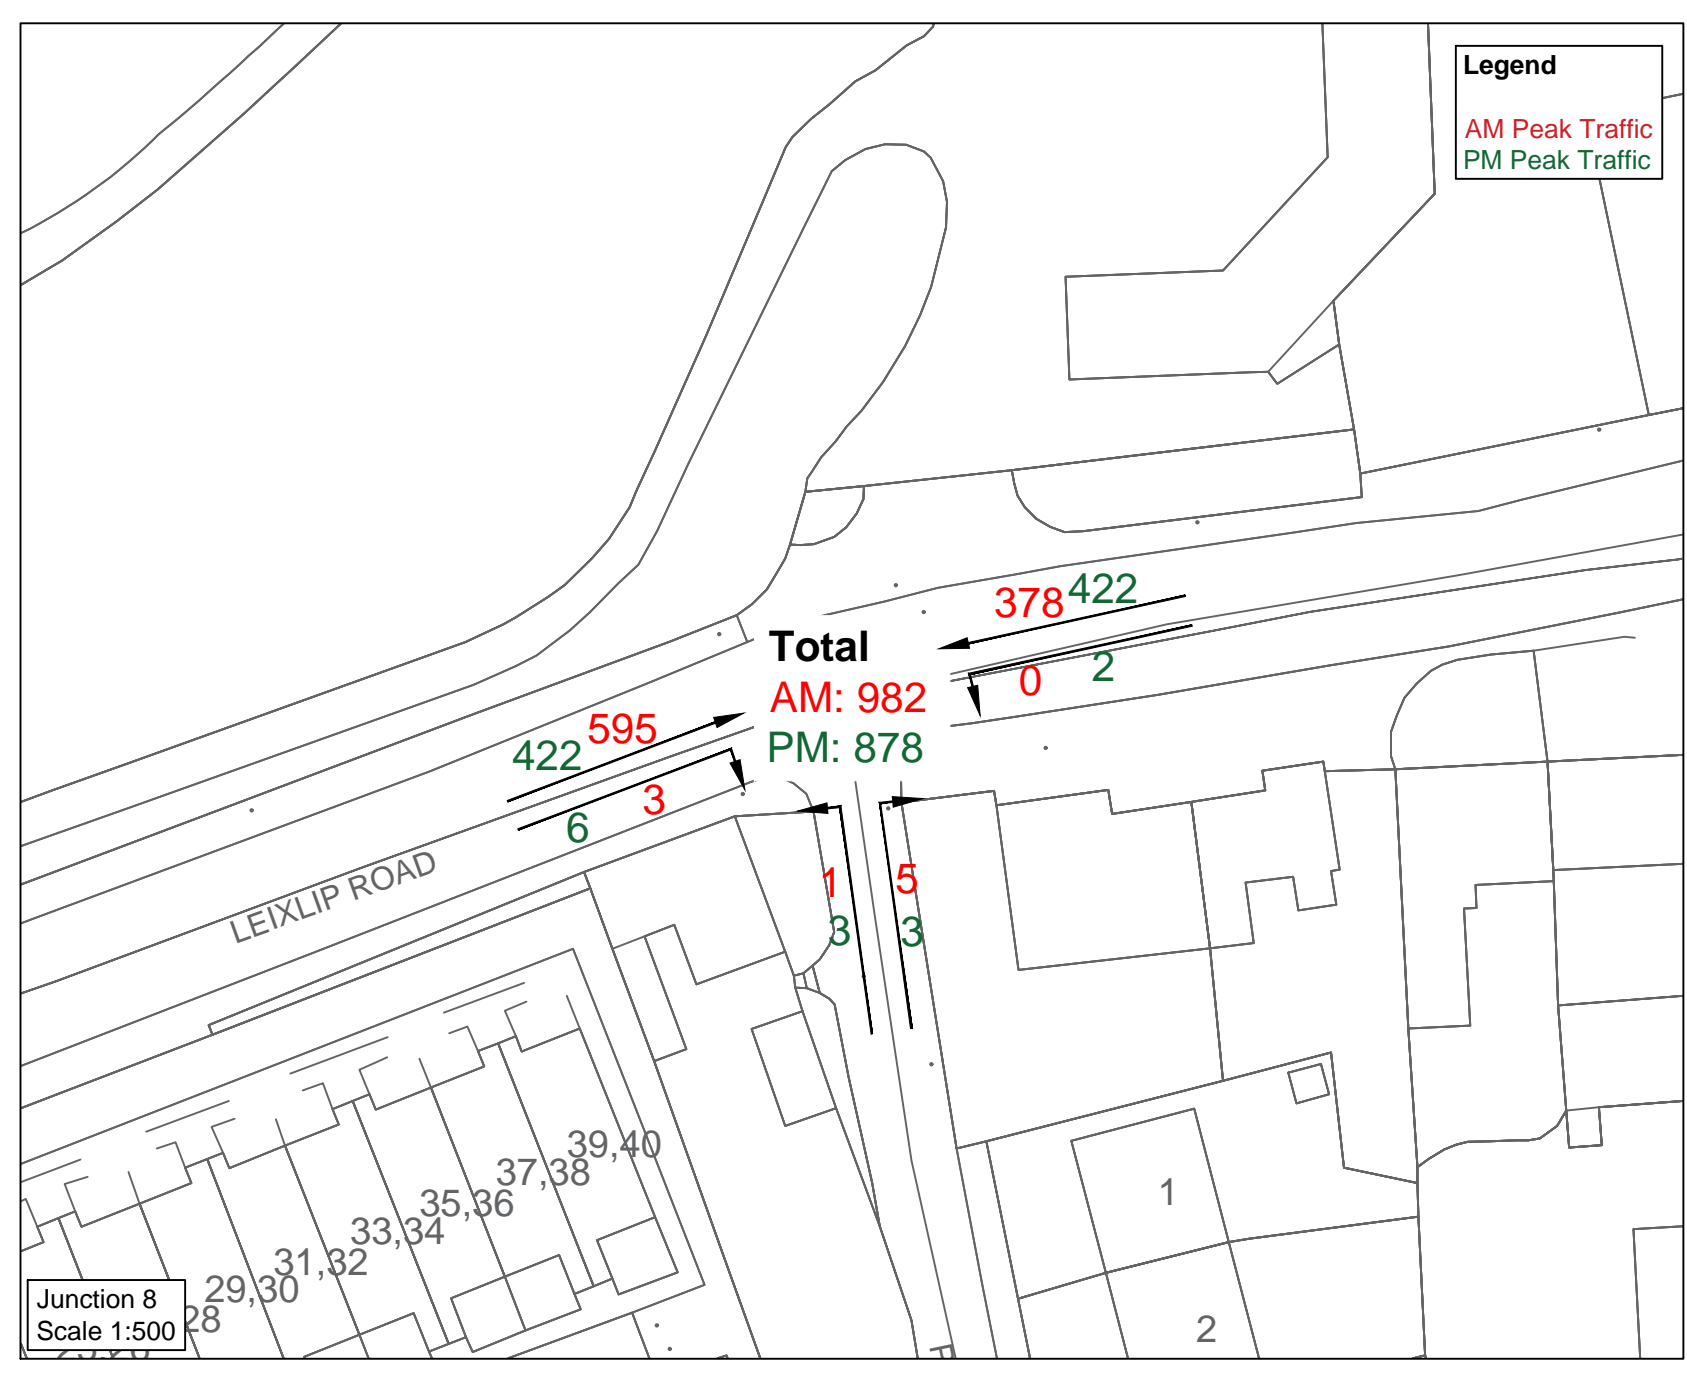 Legend
AM Peak Traffic
PM Peak Traffic
378
422
0
2
Total
AM: 982
PM: 878
595
422
3
6
1
5
3
3
LEIXLIP ROAD
39,40
37,38
35,36
33,34
31,32
29,30
28
1
2
Junction 8
Scale 1:500